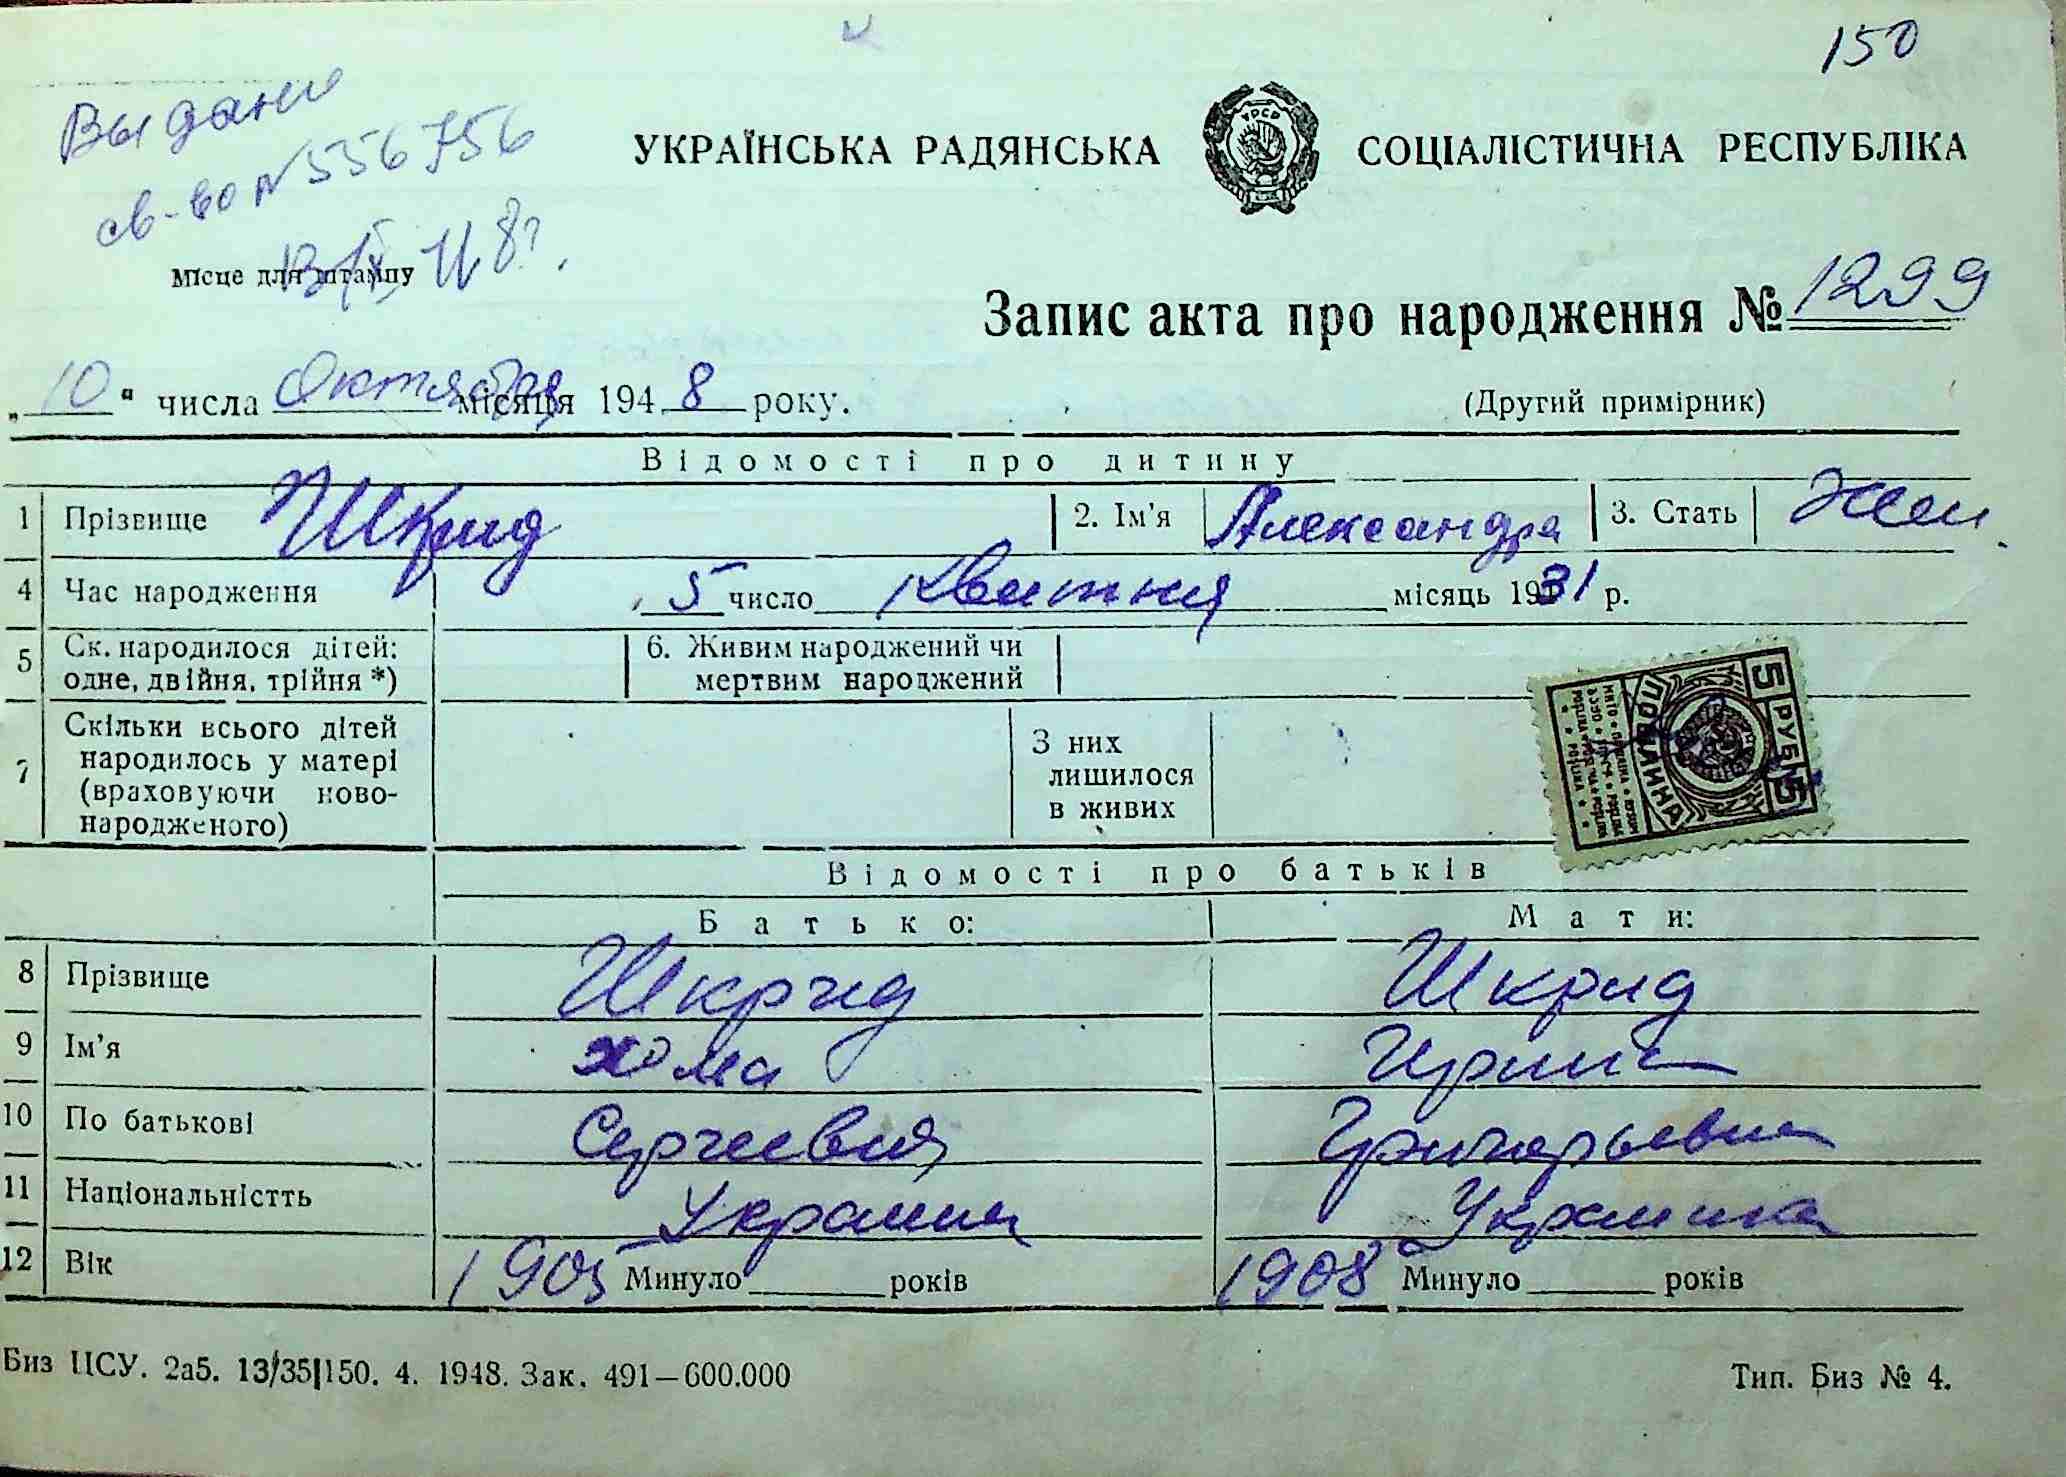 150
Выдано
св-во № 556756
УКРАЇНСЬКА РАДЯНСЬКА СОЦІАЛІСТИЧНА РЕСПУБЛІКА
Місце для штампу
Запис акта про народження № 1299
„10“ числа Октября місяця 1948 року.
(Другий примірник)
Відомості про дитину
1 Прізвище Шкрид 2. Ім'я Александра 3. Стать Жен.
4 Час народження 5 число Квитня місяць 1931 р.
5 Ск. народилося дітей: одне, двійня, трійня *) 6. Живим народжений чи мертвим народжений
7 Скільки всього дітей народилось у матері (враховуючи ново-народженого) З них лишилося в живих
5 РУБ 5
УРСР
Відомості про батьків
Батько: Мати:
8 Прізвище Шкрид Шкрид
9 Ім'я Хома Ирина
10 По батькові Сергеевич Григорьевна
11 Національністть Украинец Украинка
12 Вік 1905 Минуло років 1908 Минуло років
Биз ЦСУ. 2а5. 13/35|150. 4. 1948. Зак. 491—600.000
Тип. Биз № 4.